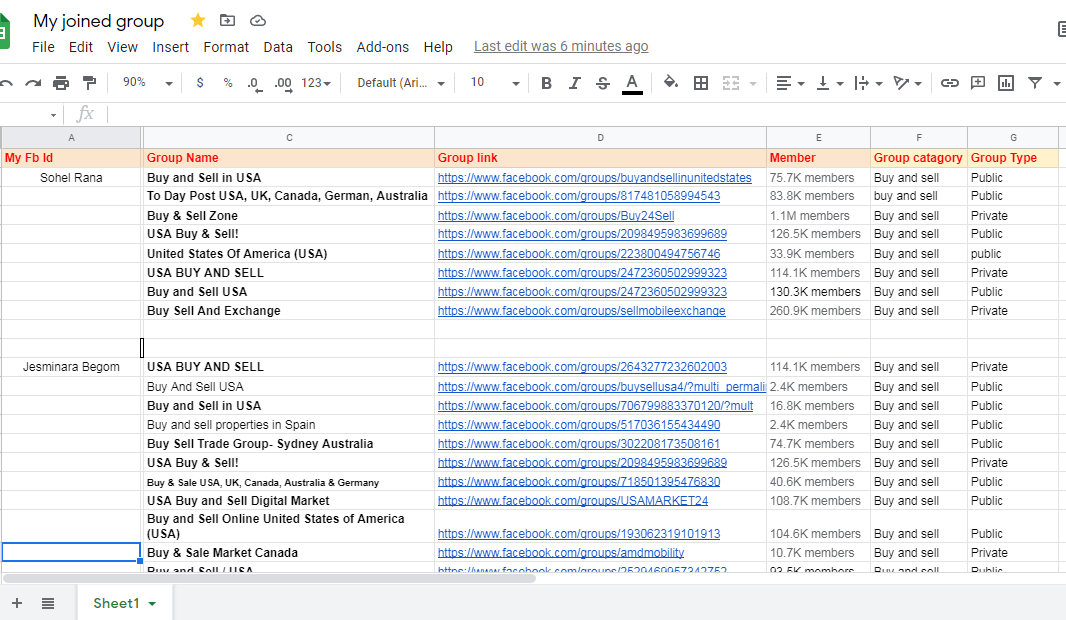 My joined group
File Edit View Insert Format Data Tools Add-ons Help Last edit was 6 minutes ago
90% $ % .0 .00 123 Default (Ari... 10 B I S A
fx
A C D E F G
My Fb Id Group Name Group link Member Group catagory Group Type
Sohel Rana Buy and Sell in USA https://www.facebook.com/groups/buyandsellinunitedstates 75.7K members Buy and sell Public
To Day Post USA, UK, Canada, German, Australia https://www.facebook.com/groups/817481058994543 83.8K members buy and sell Public
Buy & Sell Zone https://www.facebook.com/groups/Buy24Sell 1.1M members Buy and sell Private
USA Buy & Sell! https://www.facebook.com/groups/2098495983699689 126.5K members Buy and sell Public
United States Of America (USA) https://www.facebook.com/groups/223800494756746 33.9K members Buy and sell public
USA BUY AND SELL https://www.facebook.com/groups/2472360502999323 114.1K members Buy and sell Private
Buy and Sell USA https://www.facebook.com/groups/2472360502999323 130.3K members Buy and sell Public
Buy Sell And Exchange https://www.facebook.com/groups/sellmobileexchange 260.9K members Buy and sell Private
Jesminara Begom USA BUY AND SELL https://www.facebook.com/groups/2643277232602003 114.1K members Buy and sell Private
Buy And Sell USA https://www.facebook.com/groups/buysellusa4/?multi_permali 2.4K members Buy and sell Public
Buy and Sell in USA https://www.facebook.com/groups/706799883370120/?mult 16.8K members Buy and sell Public
Buy and sell properties in Spain https://www.facebook.com/groups/517036155434490 2.4K members Buy and sell Public
Buy Sell Trade Group- Sydney Australia https://www.facebook.com/groups/302208173508161 74.7K members Buy and sell Public
USA Buy & Sell! https://www.facebook.com/groups/2098495983699689 126.5K members Buy and sell Private
Buy & Sale USA, UK, Canada, Australia & Germany https://www.facebook.com/groups/718501395476830 40.6K members Buy and sell Public
USA Buy and Sell Digital Market https://www.facebook.com/groups/USAMARKET24 108.7K members Buy and sell Public
Buy and Sell Online United States of America
(USA) https://www.facebook.com/groups/193062319101913 104.6K members Buy and sell Public
Buy & Sale Market Canada https://www.facebook.com/groups/amdmobility 10.7K members Buy and sell Private
Buy and Sell / USA https://www.facebook.com/groups/2529469957342752 93.5K members Buy and sell Public
Sheet1